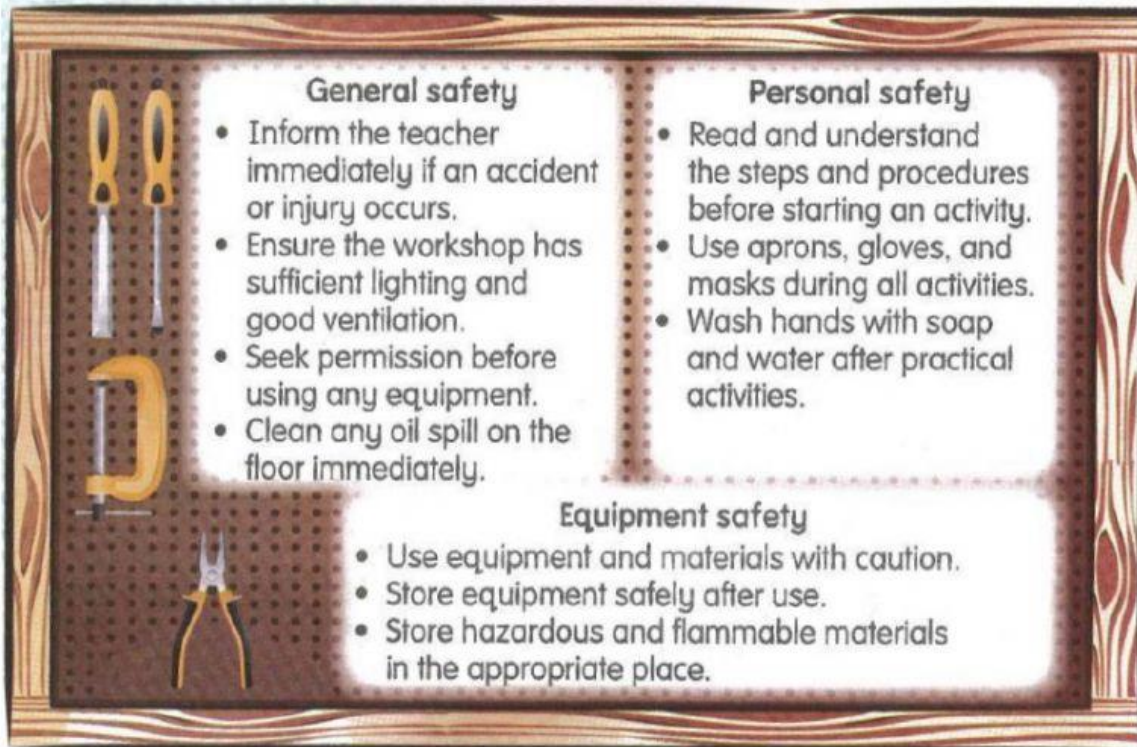 General safety
• Inform the teacher
immediately if an accident
or injury occurs.
• Ensure the workshop has
sufficient lighting and
good ventilation.
• Seek permission before
using any equipment.
• Clean any oil spill on the
floor immediately.
Personal safety
• Read and understand
the steps and procedures
before starting an activity.
• Use aprons, gloves, and
masks during all activities.
• Wash hands with soap
and water after practical
activities.
Equipment safety
• Use equipment and materials with caution.
• Store equipment safely after use.
• Store hazardous and flammable materials
in the appropriate place.